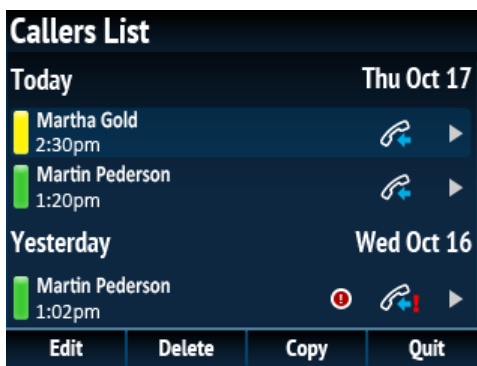 Callers List
Today Thu Oct 17
Martha Gold
2:30pm
Martin Pederson
1:20pm
Yesterday Wed Oct 16
Martin Pederson
1:02pm
Edit Delete Copy Quit